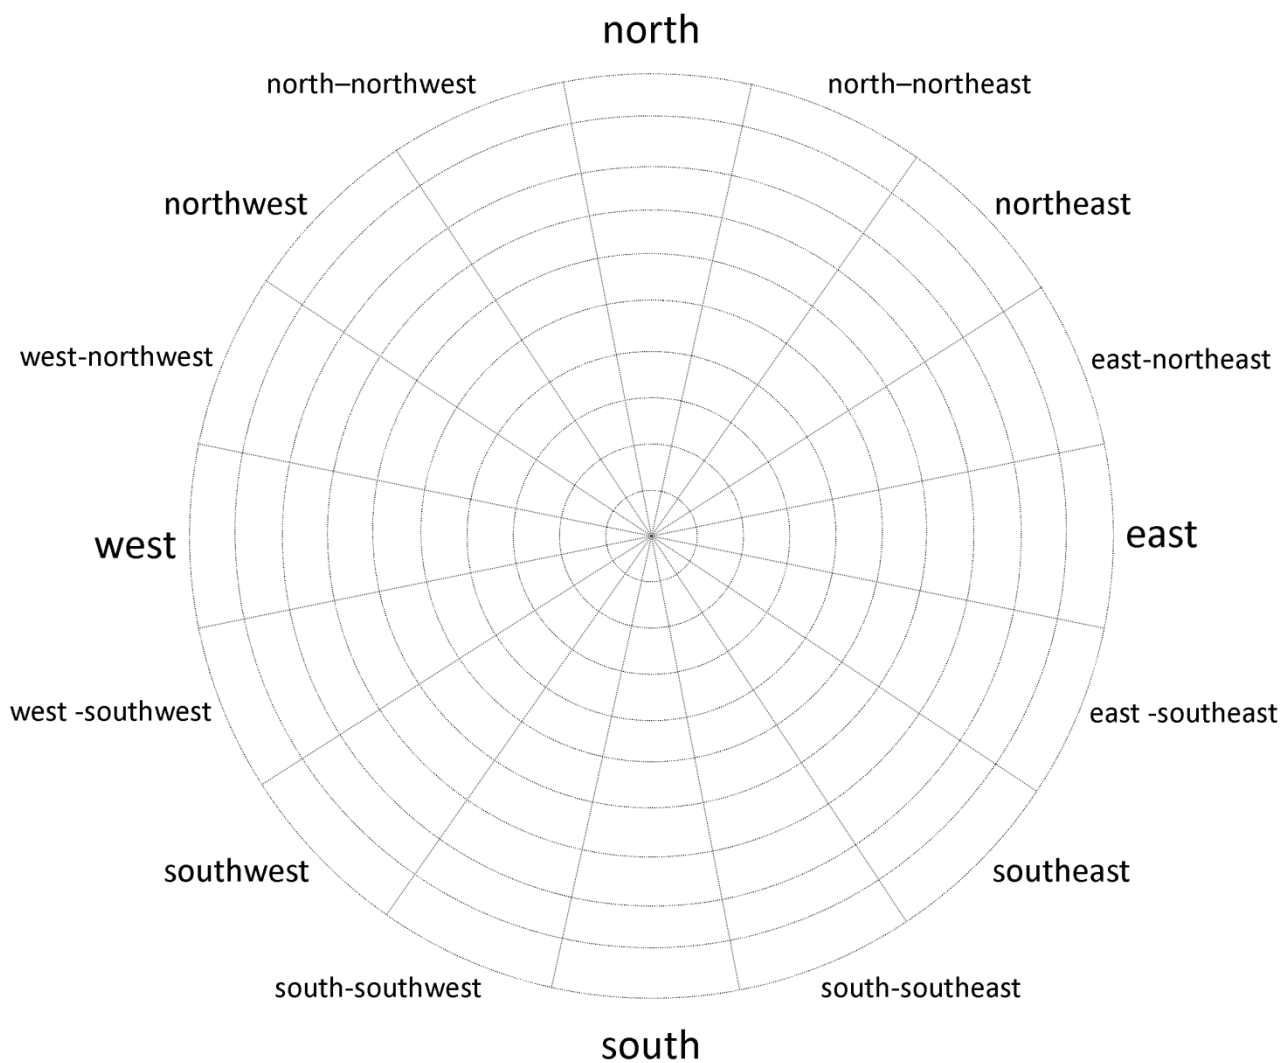 north
north–northwest
north–northeast
northwest
northeast
west-northwest
east-northeast
west
east
west -southwest
east -southeast
southwest
southeast
south-southwest
south-southeast
south